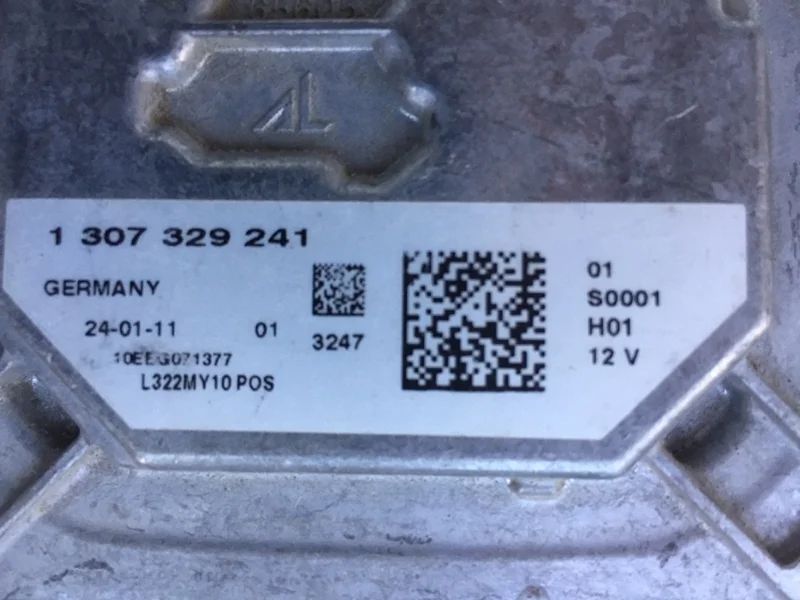 AL
1 307 329 241
GERMANY
24-01-11 01
3247
10EEG071377
L322MY10 POS
01
S0001
H01
12 V